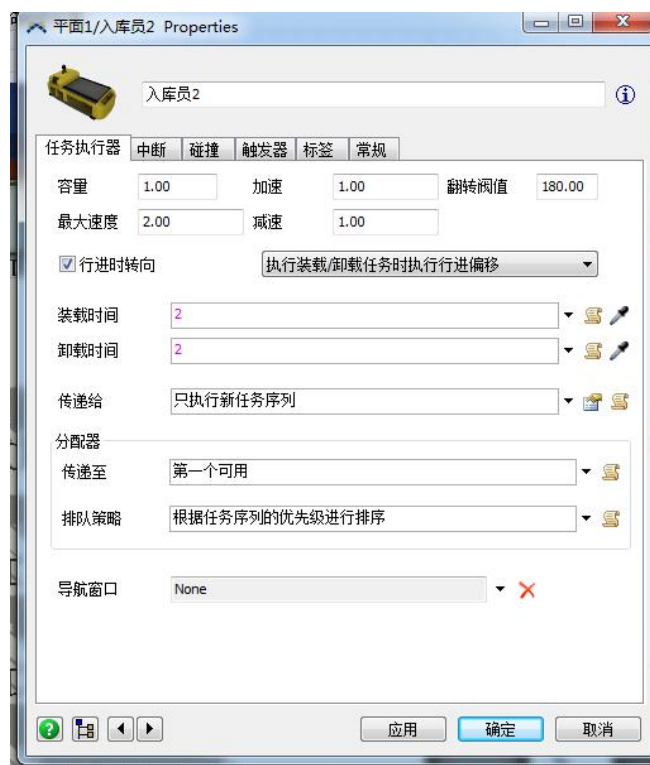 平面1/入库员2 Properties
入库员2
任务执行器 中断 碰撞 触发器 标签 常规
容量 1.00 加速 1.00 翻转阀值 180.00
最大速度 2.00 减速 1.00
行进时转向 执行装载/卸载任务时执行行进偏移
装载时间 2
卸载时间 2
传递给 只执行新任务序列
分配器
传递至 第一个可用
排队策略 根据任务序列的优先级进行排序
导航窗口 None
应用 确定 取消